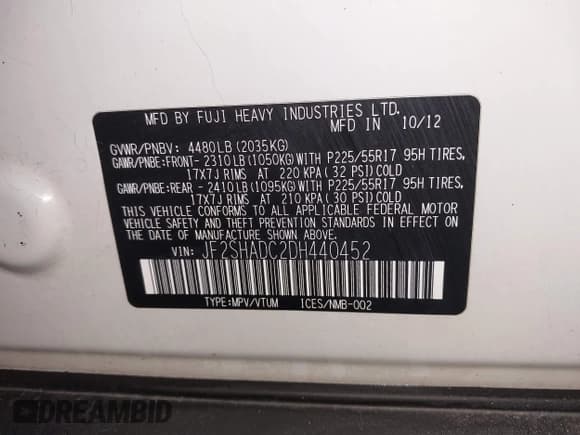 MFD BY FUJI HEAVY INDUSTRIES LTD.
MFD IN 10/12
GVWR/PNBV: 4480LB (2035KG)
GAWR/PNBE:FRONT- 2310LB (1050KG) WITH P225/55R17 95H TIRES,
17X7J RIMS AT 220 KPA ( 32 PSI) COLD
GAWR/PNBE:REAR - 2410LB (1095KG) WITH P225/55R17 95H TIRES,
17X7J RIMS AT 210 KPA ( 30 PSI) COLD
THIS VEHICLE CONFORMS TO ALL APPLICABLE FEDERAL MOTOR
VEHICLE SAFETY AND THEFT PREVENTION STANDARDS IN EFFECT ON
THE DATE OF MANUFACTURE SHOWN ABOVE.
VIN: JF2SHADC2DH440452
TYPE:MPV/VTUM ICES/NMB-002
DREAMBID